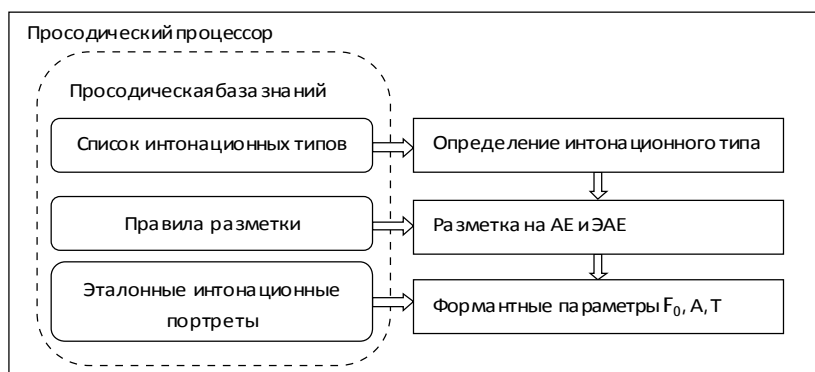 Просодический процессор
Просодическая база знаний
Список интонационных типов
Определение интонационного типа
Правила разметки
Разметка на АЕ и ЭАЕ
Эталонные интонационные
портреты
Формантные параметры F₀, A, T